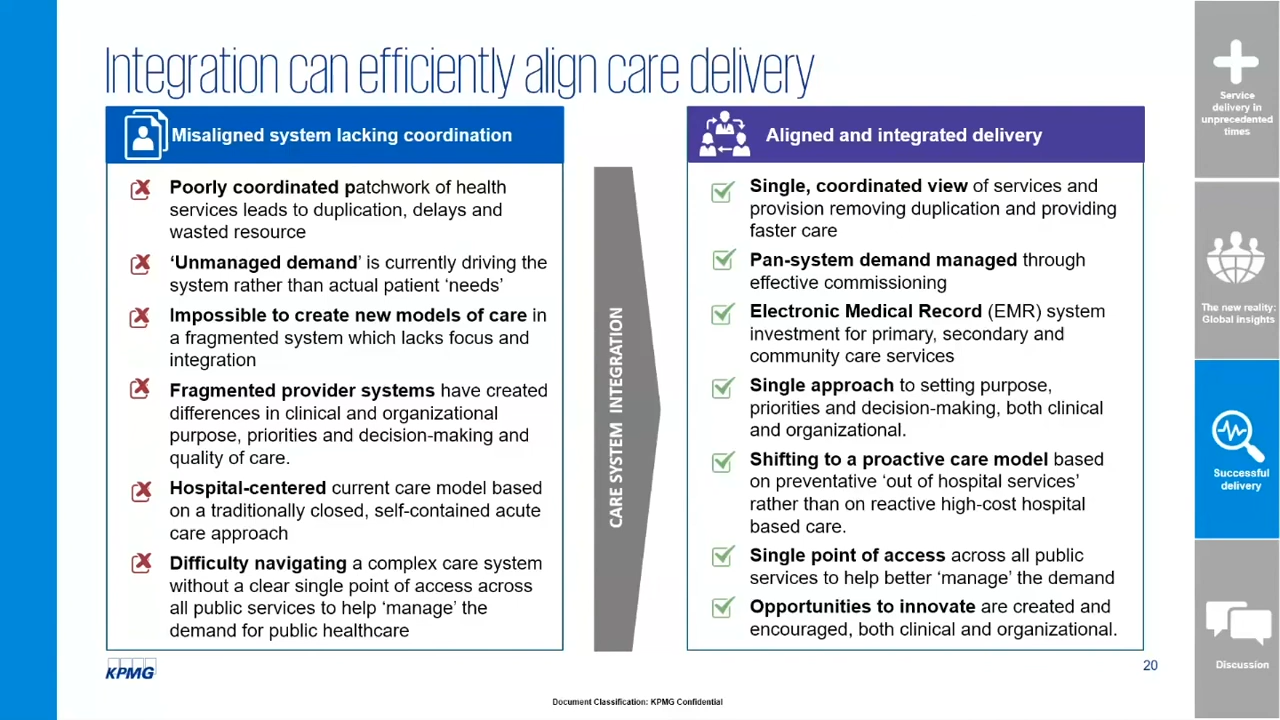 Integration can efficiently align care delivery
Misaligned system lacking coordination
Poorly coordinated patchwork of health
services leads to duplication, delays and
wasted resource
‘Unmanaged demand’ is currently driving the
system rather than actual patient ‘needs’
Impossible to create new models of care in
a fragmented system which lacks focus and
integration
Fragmented provider systems have created
differences in clinical and organizational
purpose, priorities and decision-making and
quality of care.
Hospital-centered current care model based
on a traditionally closed, self-contained acute
care approach
Difficulty navigating a complex care system
without a clear single point of access across
all public services to help ‘manage’ the
demand for public healthcare
CARE SYSTEM INTEGRATION
Aligned and integrated delivery
Single, coordinated view of services and
provision removing duplication and providing
faster care
Pan-system demand managed through
effective commissioning
Electronic Medical Record (EMR) system
investment for primary, secondary and
community care services
Single approach to setting purpose,
priorities and decision-making, both clinical
and organizational.
Shifting to a proactive care model based
on preventative ‘out of hospital services’
rather than on reactive high-cost hospital
based care.
Single point of access across all public
services to help better ‘manage’ the demand
Opportunities to innovate are created and
encouraged, both clinical and organizational.
Service
delivery in
unprecedented
times
The new reality:
Global insights
Successful
delivery
Discussion
KPMG
20
Document Classification: KPMG Confidential